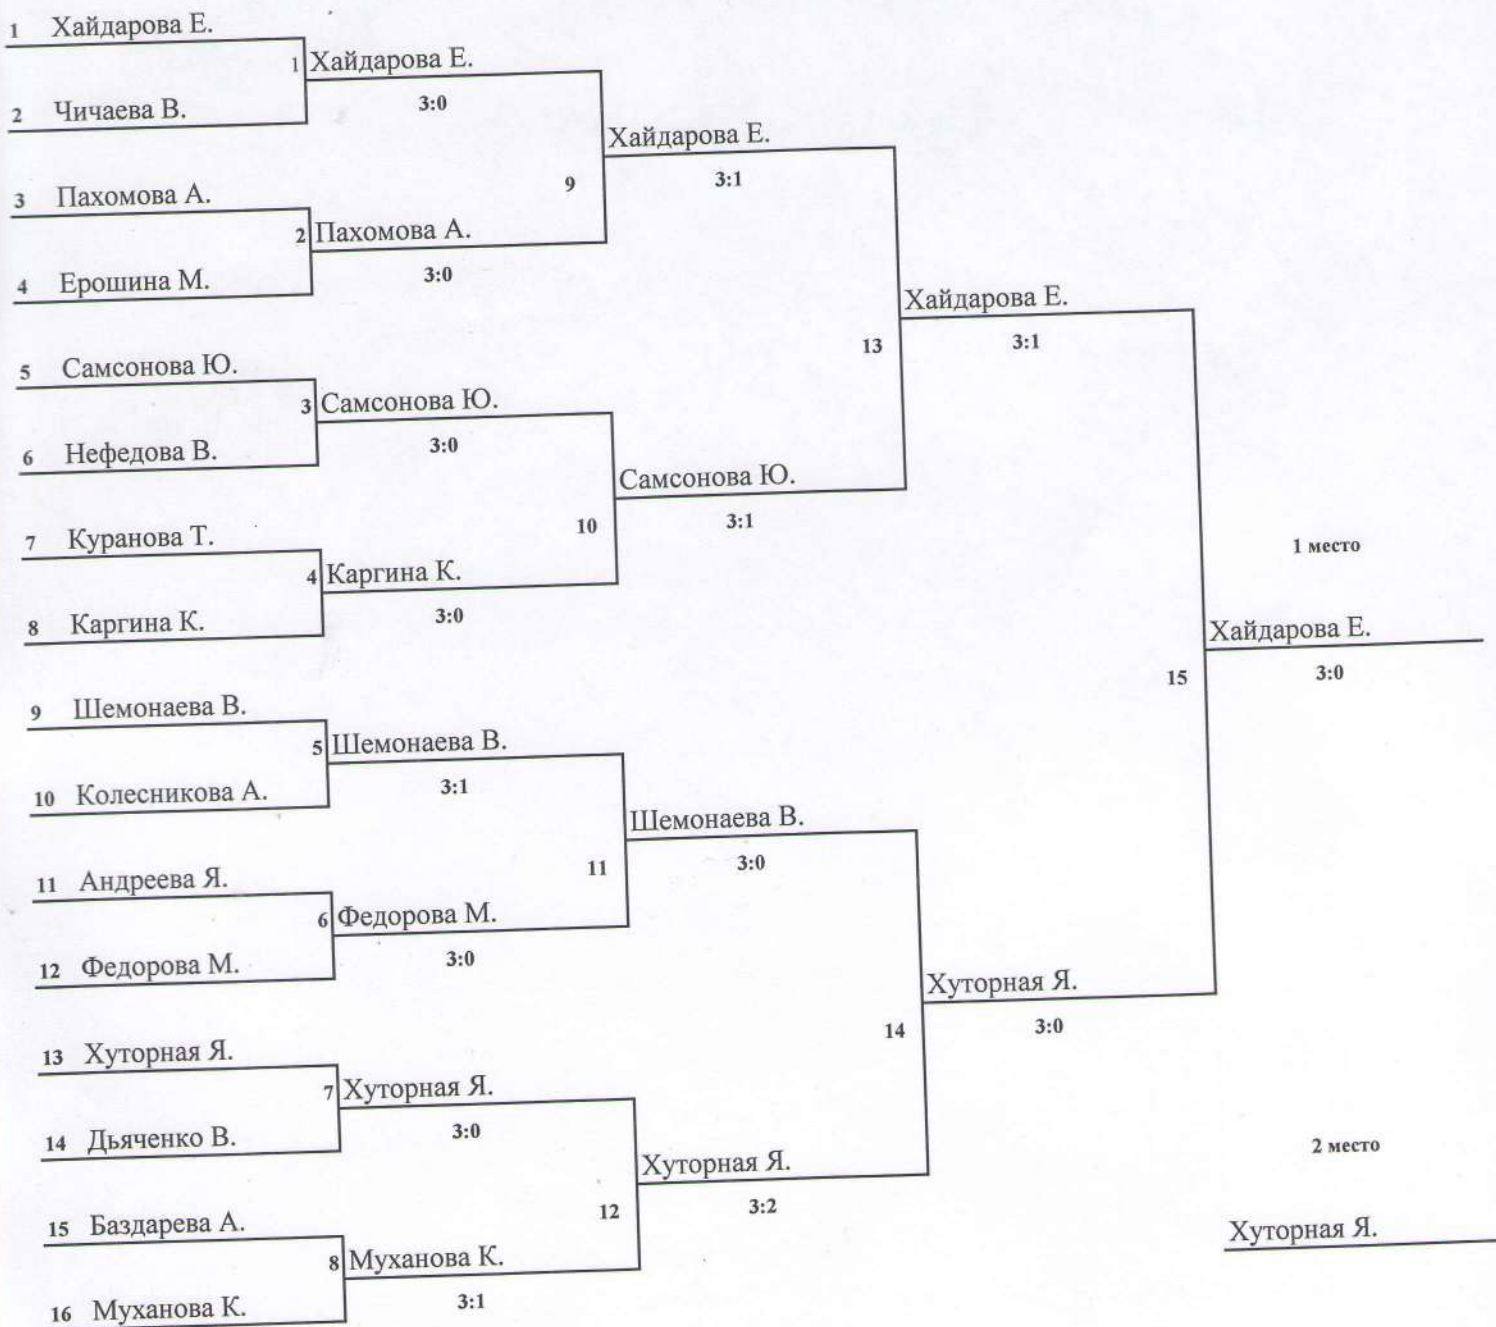 1 Хайдарова Е.
1 Хайдарова Е.
3:0
2 Чичаева В.
Хайдарова Е.
3:1
9
3 Пахомова А.
2 Пахомова А.
3:0
4 Ерошина М.
Хайдарова Е.
3:1
13
5 Самсонова Ю.
3 Самсонова Ю.
3:0
6 Нефедова В.
Самсонова Ю.
3:1
10
7 Куранова Т.
4 Каргина К.
3:0
8 Каргина К.
1 место
Хайдарова Е.
3:0
15
9 Шемонаева В.
5 Шемонаева В.
3:1
10 Колесникова А.
Шемонаева В.
3:0
11
11 Андреева Я.
6 Федорова М.
3:0
12 Федорова М.
Хуторная Я.
3:0
14
13 Хуторная Я.
7 Хуторная Я.
3:0
14 Дьяченко В.
Хуторная Я.
3:2
12
15 Баздарева А.
8 Муханова К.
3:1
16 Муханова К.
2 место
Хуторная Я.